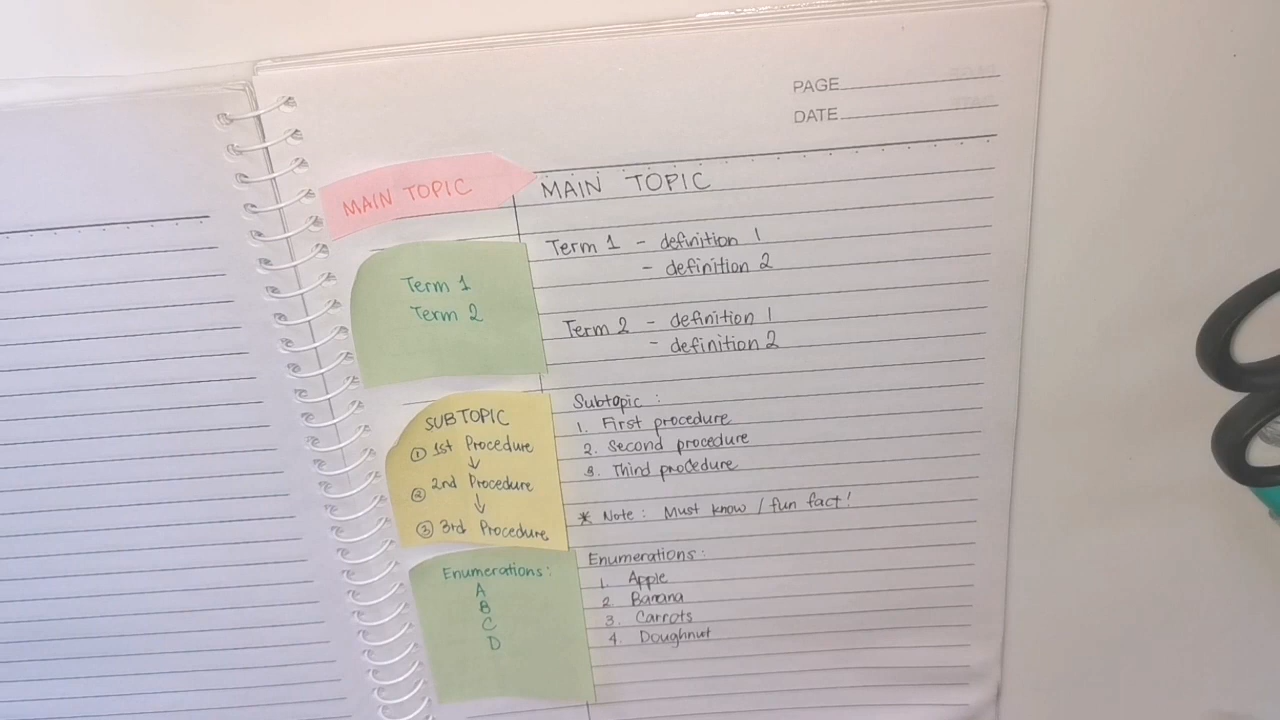 PAGE
DATE
MAIN TOPIC
MAIN TOPIC
Term 1
Term 2
Term 1 - definition 1
- definition 2
Term 2 - definition 1
- definition 2
SUBTOPIC
① 1st Procedure
↓
② 2nd Procedure
↓
③ 3rd Procedure
Subtopic :
1. First procedure
2. Second procedure
3. Third procedure
* Note : Must know / fun fact!
Enumerations:
A
B
C
D
Enumerations :
1. Apple
2. Banana
3. Carrots
4. Doughnut